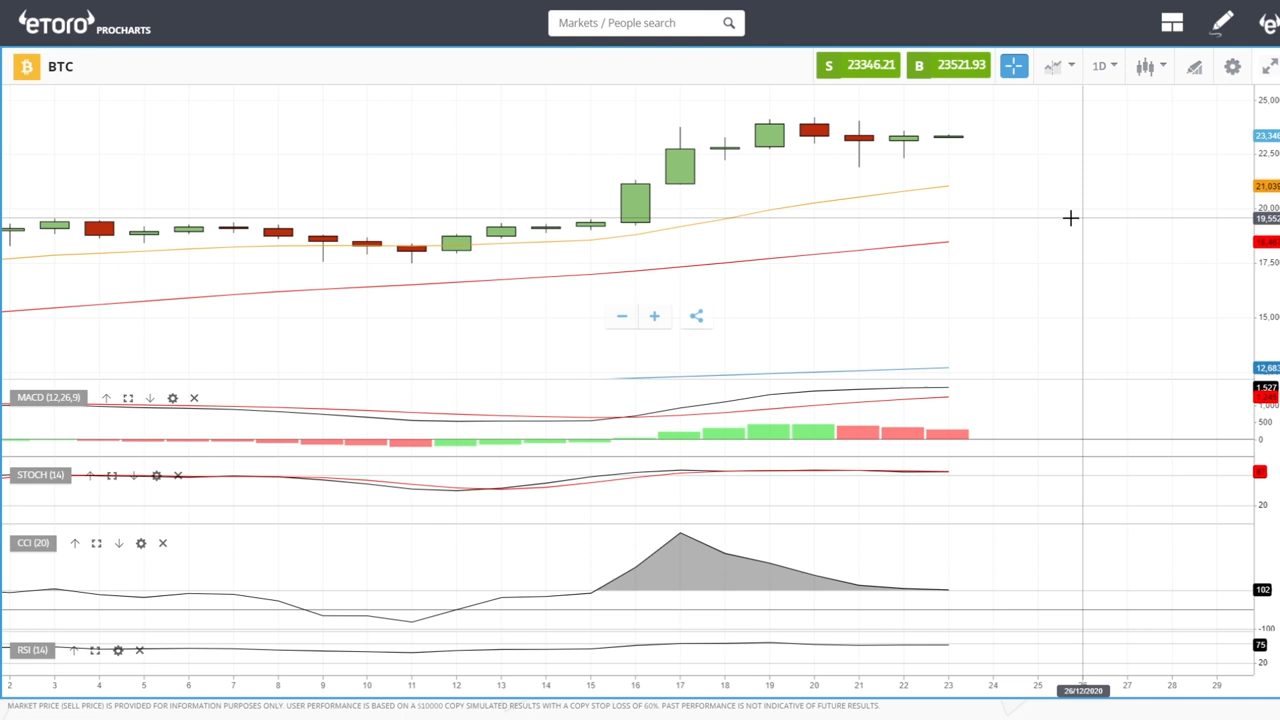 eTORO PROCHARTS
Markets / People search
BTC
S 23346.21
B 23521.93
1D
25,00
23,346
22,500
21,039
20,000
19,552
17,500
15,000
12,683
MACD (12,26,9)
1,527
1,245
1,000
500
0
STOCH (14)
20
CCI (20)
102
-100
RSI (14)
75
20
2 3 4 5 6 7 8 9 10 11 12 13 14 15 16 17 18 19 20 21 22 23 24 25 26 27 28 29
26/12/2020
MARKET PRICE (SELL PRICE) IS PROVIDED FOR INFORMATION PURPOSES ONLY. USER PERFORMANCE IS BASED ON A $10000 COPY SIMULATED RESULTS WITH A COPY STOP LOSS OF 60%. PAST PERFORMANCE IS NOT INDICATIVE OF FUTURE RESULTS.